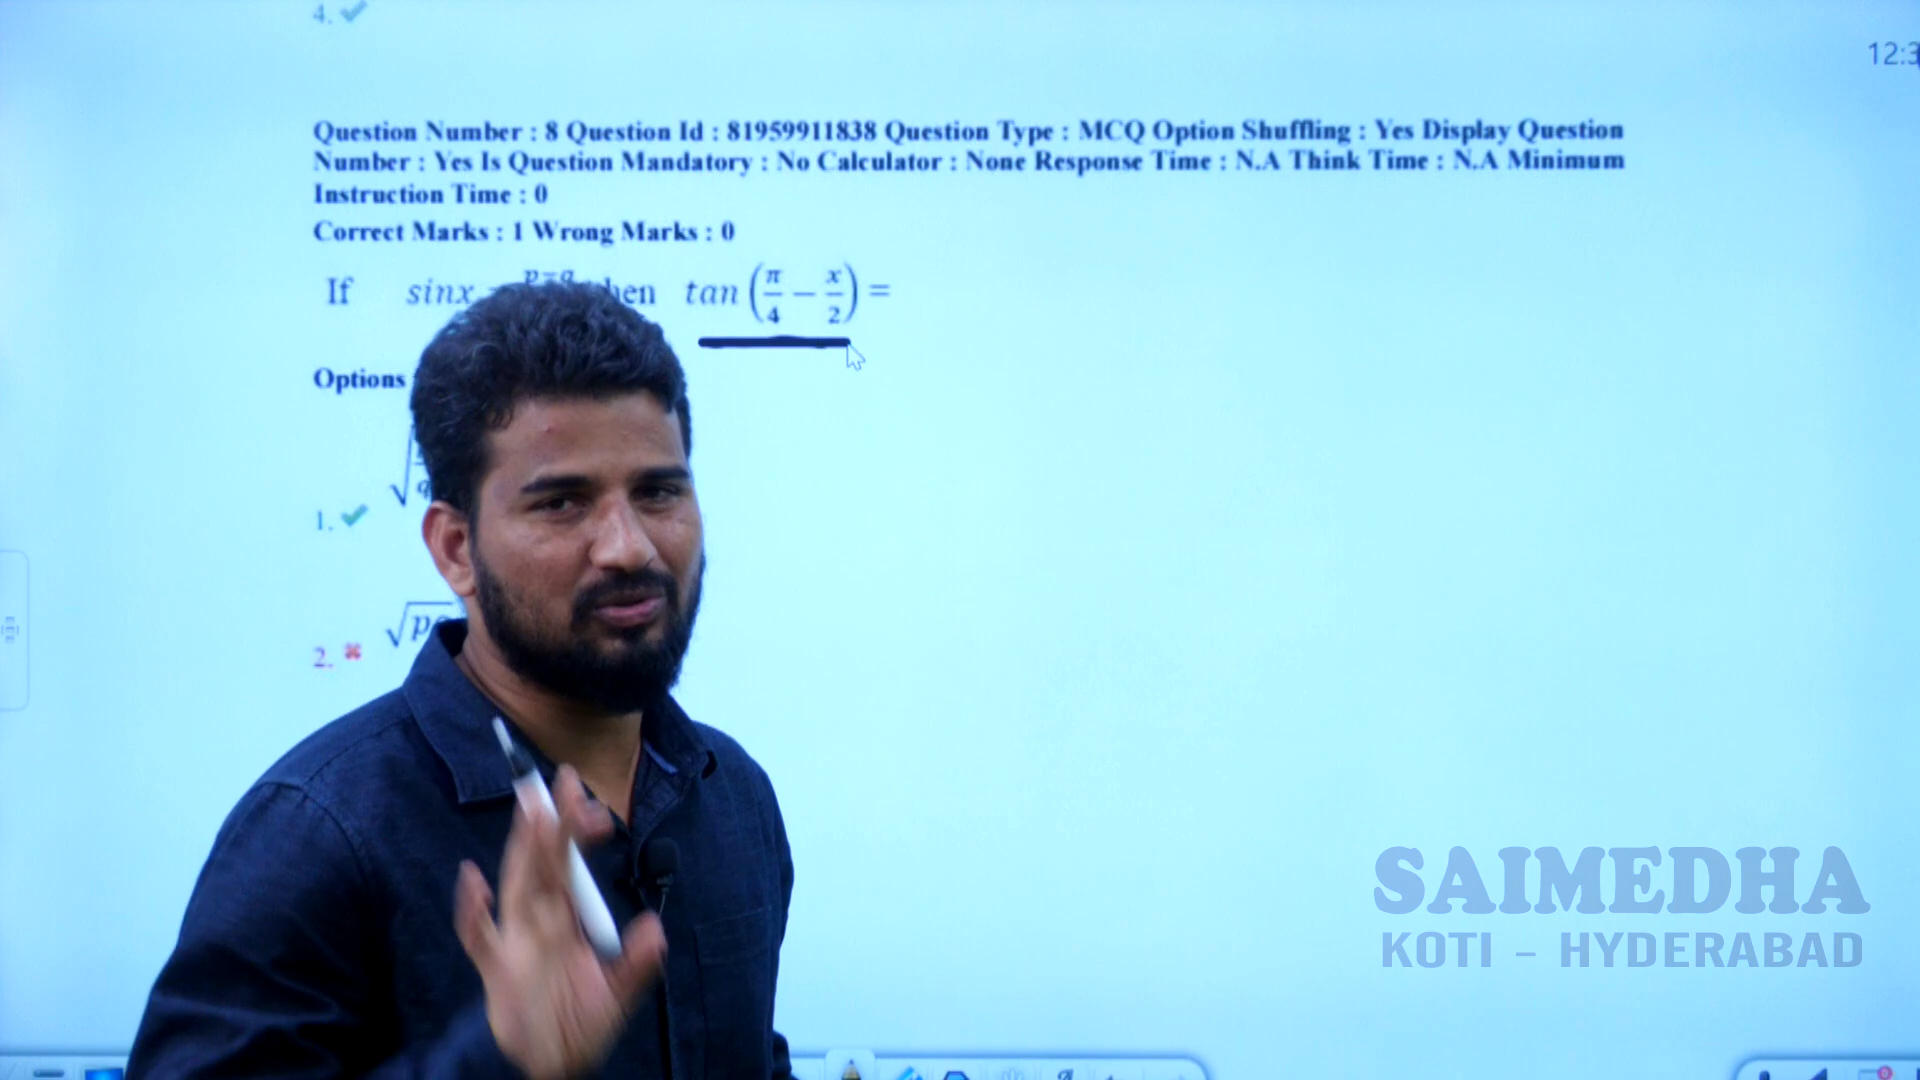 4.
12:3
Question Number : 8 Question Id : 81959911838 Question Type : MCQ Option Shuffling : Yes Display Question
Number : Yes Is Question Mandatory : No Calculator : None Response Time : N.A Think Time : N.A Minimum
Instruction Time : 0
Correct Marks : 1 Wrong Marks : 0
If sinx p−q hen tan (π/4 − x/2) =
Options
1.
2. √p
SAIMEDHA
KOTI - HYDERABAD